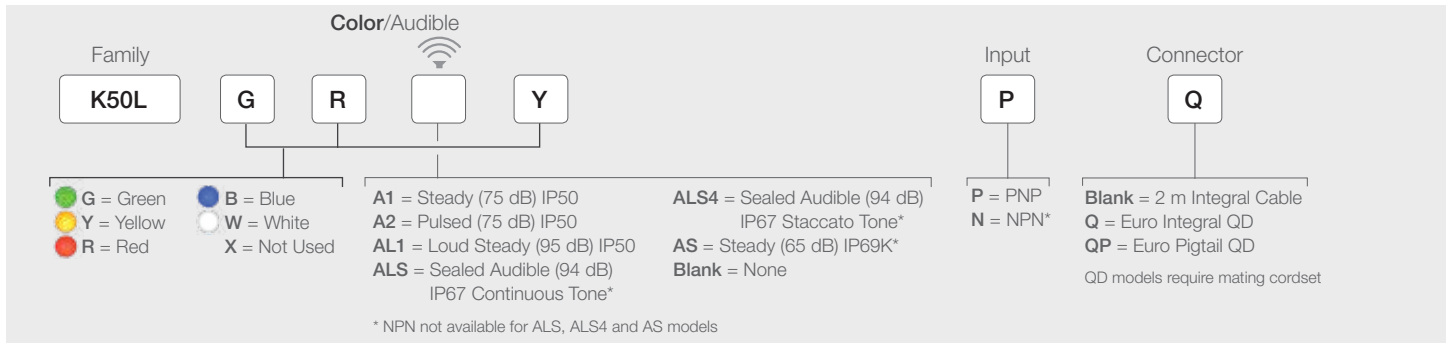 Color/Audible
Family
Input
Connector
K50L
G
R
Y
P
Q
G = Green
Y = Yellow
R = Red
B = Blue
W = White
X = Not Used
A1 = Steady (75 dB) IP50
A2 = Pulsed (75 dB) IP50
AL1 = Loud Steady (95 dB) IP50
ALS = Sealed Audible (94 dB)
IP67 Continuous Tone*
ALS4 = Sealed Audible (94 dB)
IP67 Staccato Tone*
AS = Steady (65 dB) IP69K*
Blank = None
* NPN not available for ALS, ALS4 and AS models
P = PNP
N = NPN*
Blank = 2 m Integral Cable
Q = Euro Integral QD
QP = Euro Pigtail QD
QD models require mating cordset